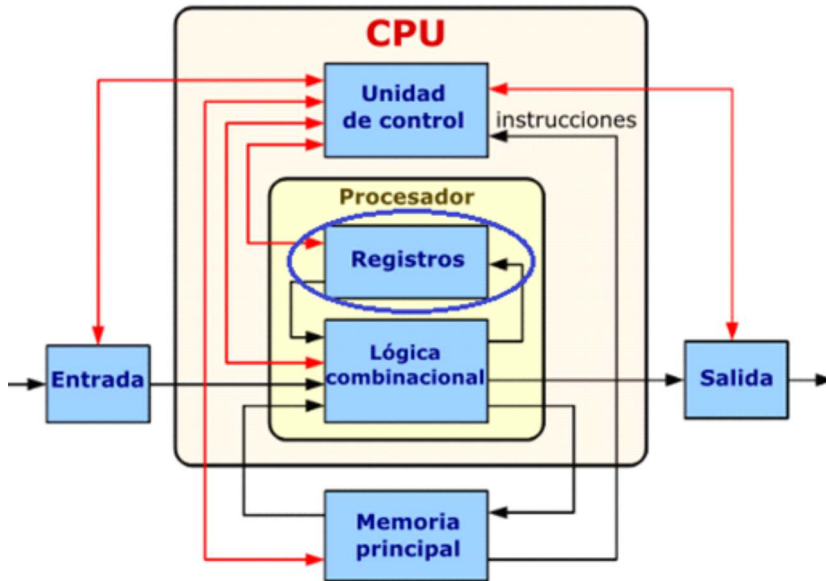 CPU
Unidad
de control
instrucciones
Procesador
Registros
Lógica
combinacional
Entrada
Salida
Memoria
principal